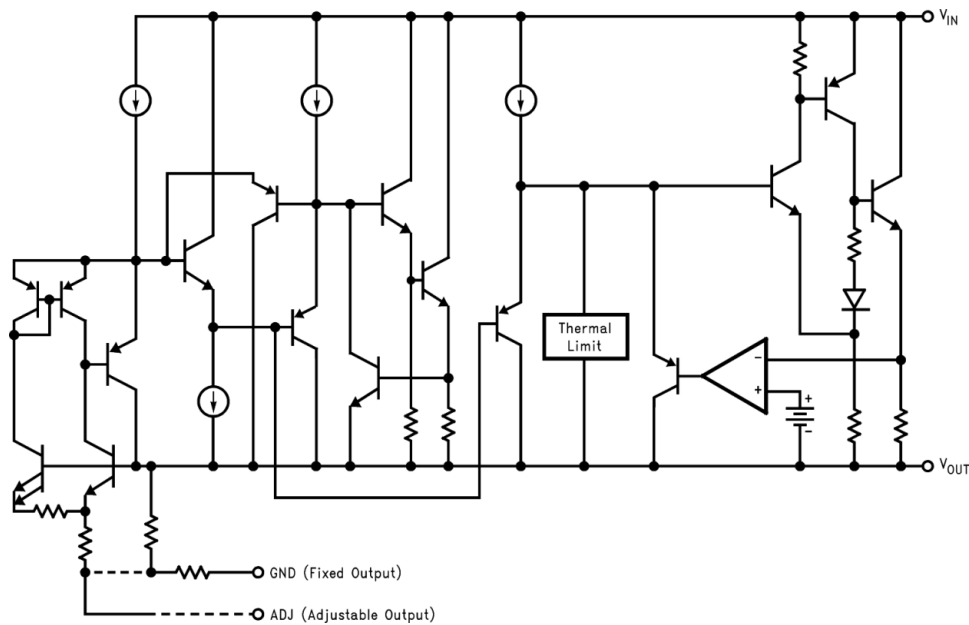 V_IN
Thermal
Limit
-
+
+
-
V_OUT
GND (Fixed Output)
ADJ (Adjustable Output)